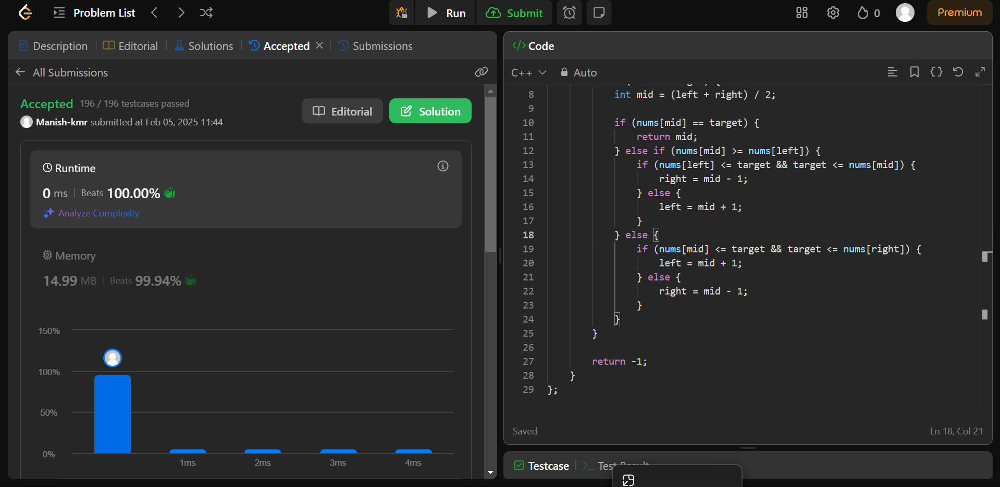 Problem List
Run
Submit
0
Premium
Description
Editorial
Solutions
Accepted
Submissions
All Submissions
Accepted 196 / 196 testcases passed
Manish-kmr submitted at Feb 05, 2025 11:44
Editorial
Solution
Runtime
0 ms | Beats 100.00%
Analyze Complexity
Memory
14.99 MB | Beats 99.94%
150%
100%
50%
0%
1ms 2ms 3ms 4ms
</> Code
C++ Auto
8 int mid = (left + right) / 2;
9
10 if (nums[mid] == target) {
11 return mid;
12 } else if (nums[mid] >= nums[left]) {
13 if (nums[left] <= target && target <= nums[mid]) {
14 right = mid - 1;
15 } else {
16 left = mid + 1;
17 }
18 } else {
19 if (nums[mid] <= target && target <= nums[right]) {
20 left = mid + 1;
21 } else {
22 right = mid - 1;
23 }
24 }
25 }
26
27 return -1;
28 }
29 };
Saved
Ln 18, Col 21
Testcase
Test Result